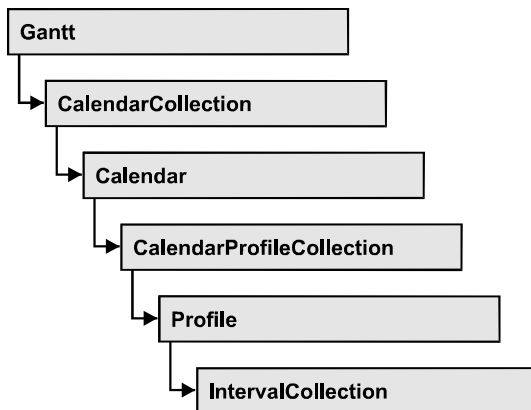 Gantt
CalendarCollection
Calendar
CalendarProfileCollection
Profile
IntervalCollection